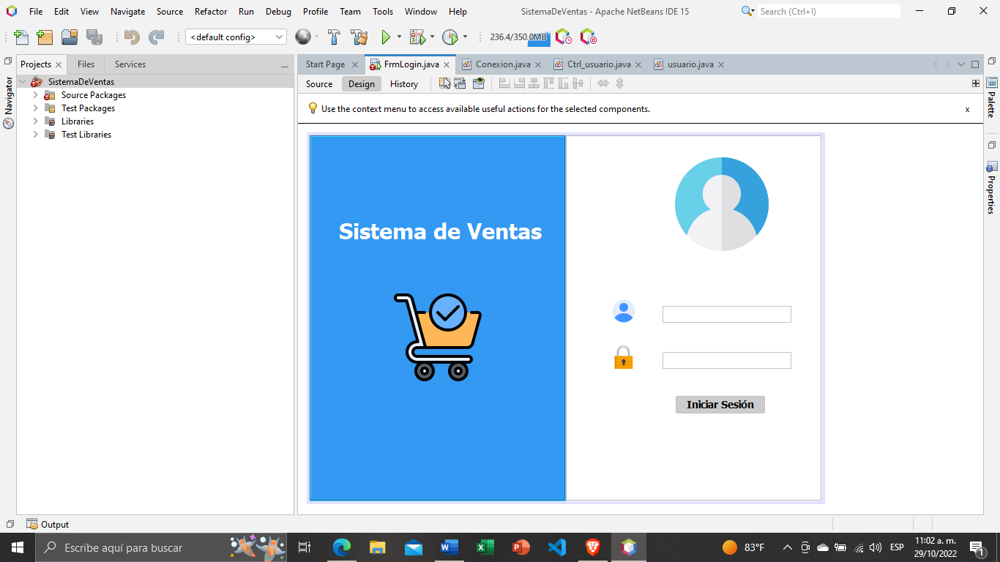 File Edit View Navigate Source Refactor Run Debug Profile Team Tools Window Help
SistemaDeVentas - Apache NetBeans IDE 15
Search (Ctrl+I)
<default config>
236.4/350.0MB
Projects Files Services
Navigator
SistemaDeVentas
Source Packages
Test Packages
Libraries
Test Libraries
Start Page FrmLogin.java Conexion.java Ctrl_usuario.java usuario.java
Source Design History
Use the context menu to access available useful actions for the selected components.
x
Sistema de Ventas
Iniciar Sesión
Palette
Properties
Output
Escribe aquí para buscar
83°F
ESP
11:02 a. m.
29/10/2022
1